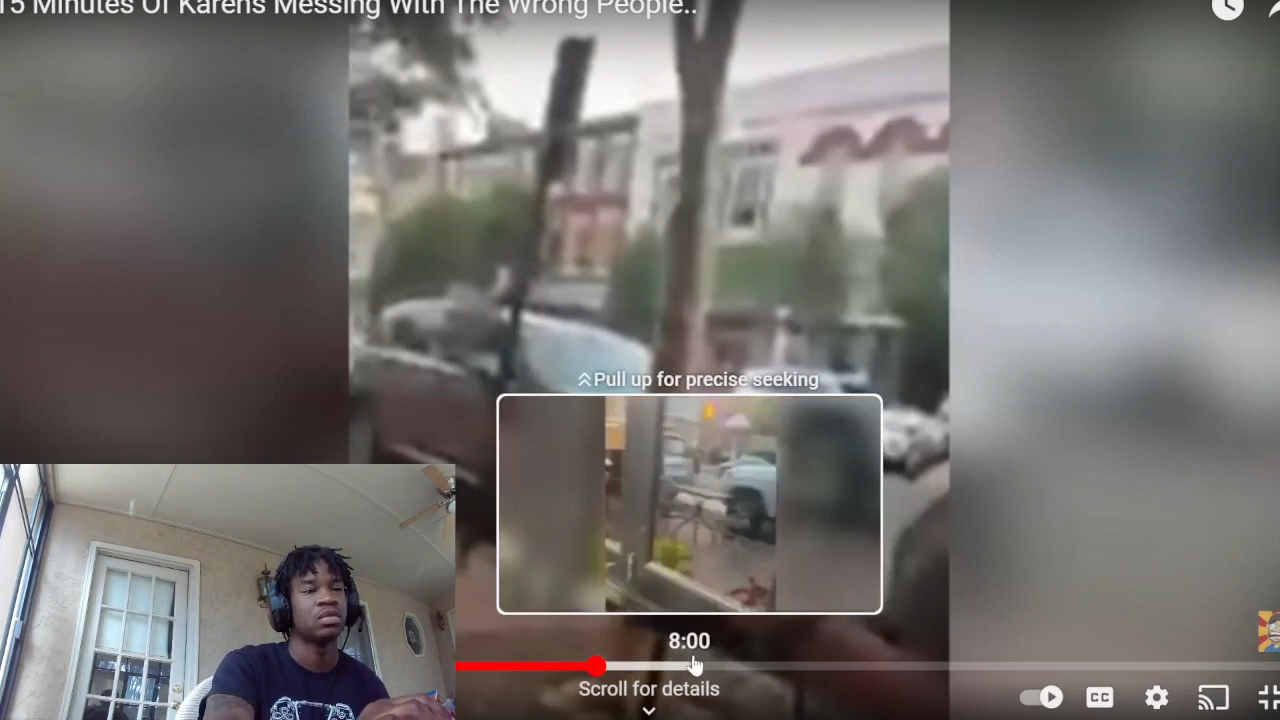 15 Minutes Of Karens Messing With The Wrong People..
Pull up for precise seeking
8:00
Scroll for details
CC